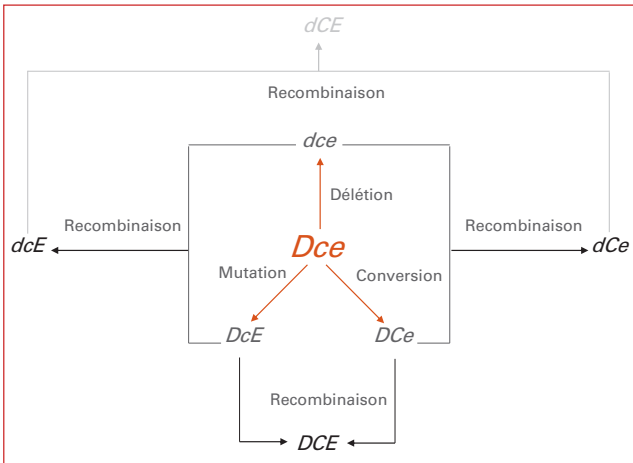 dCE
Recombinaison
dce
Délétion
Recombinaison
Recombinaison
dcE
Dce
dCe
Mutation
Conversion
DcE
DCe
Recombinaison
DCE